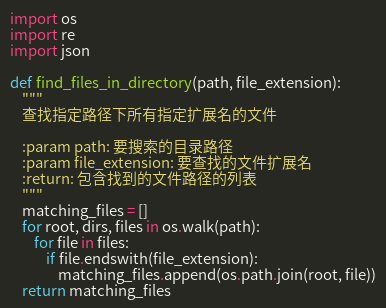 import os
import re
import json

def find_files_in_directory(path, file_extension):
    """
    查找指定路径下所有指定扩展名的文件

    :param path: 要搜索的目录路径
    :param file_extension: 要查找的文件扩展名
    :return: 包含找到的文件路径的列表
    """
    matching_files = []
    for root, dirs, files in os.walk(path):
        for file in files:
            if file.endswith(file_extension):
                matching_files.append(os.path.join(root, file))
    return matching_files